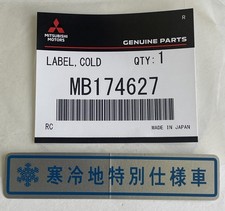 R
MITSUBISHI
MOTORS
GENUINE PARTS
LABEL,COLD QTY:1
MB174627
RC MADE IN JAPAN
寒冷地特別仕様車